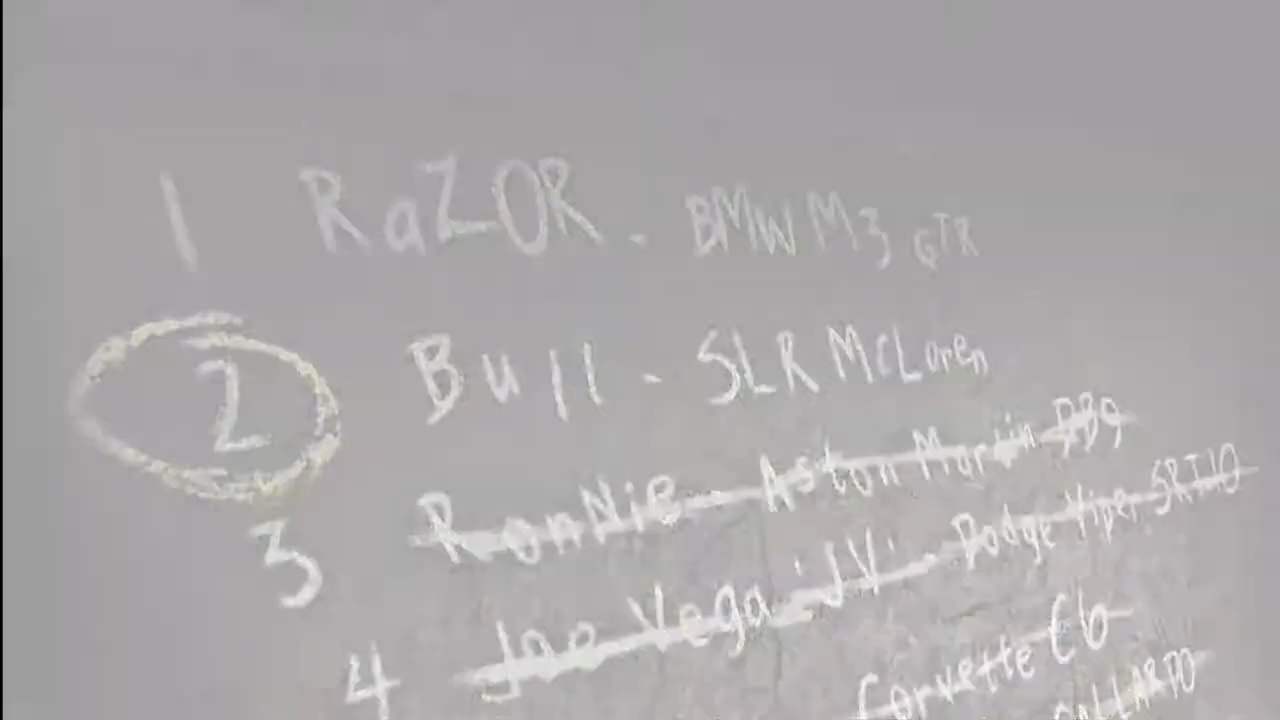 1 RaZOR - BMW M3 GTR
2 Bull - SLR McLaren
3 RonNie - Aston Martin DB9
4 Joe Vega 'JV' - Dodge Viper SRT10
Corvette C6
GALLARDO